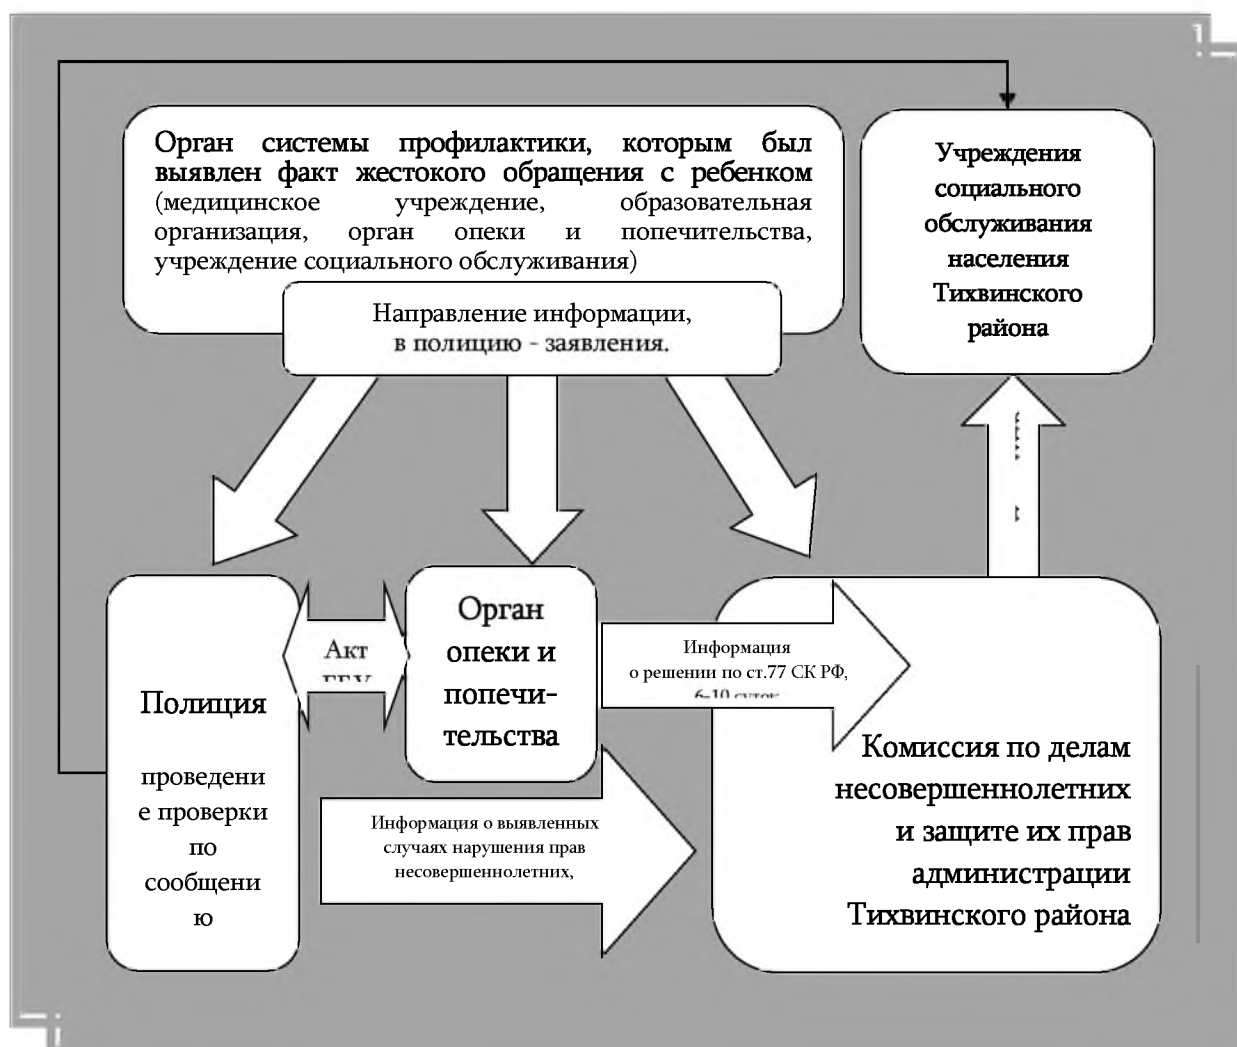 Орган системы профилактики, которым был
выявлен факт жестокого обращения с ребенком
(медицинское учреждение, образовательная
организация, орган опеки и попечительства,
учреждение социального обслуживания)
Направление информации,
в полицию - заявления.
Учреждения
социального
обслуживания
населения
Тихвинского
района
Полиция
проведени
е проверки
по
сообщени
ю
Акт
Орган
опеки и
попечи-
тельства
Информация
о решении по ст.77 СК РФ,
6-10 суток
Информация о выявленных
случаях нарушения прав
несовершеннолетних,
Комиссия по делам
несовершеннолетних
и защите их прав
администрации
Тихвинского района